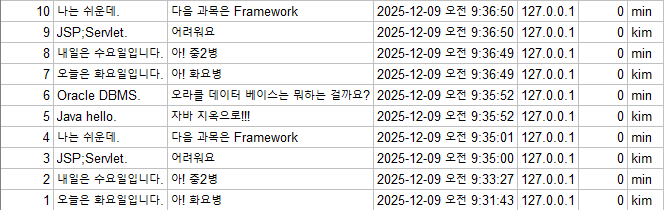 10 나는 쉬운데. 다음 과목은 Framework 2025-12-09 오전 9:36:50 127.0.0.1 0 min
9 JSP;Servlet. 어려워요 2025-12-09 오전 9:36:50 127.0.0.1 0 kim
8 내일은 수요일입니다. 아! 중2병 2025-12-09 오전 9:36:49 127.0.0.1 0 min
7 오늘은 화요일입니다. 아! 화요병 2025-12-09 오전 9:36:49 127.0.0.1 0 kim
6 Oracle DBMS. 오라클 데이터 베이스는 뭐하는 걸까요? 2025-12-09 오전 9:35:52 127.0.0.1 0 min
5 Java hello. 자바 지옥으로!!! 2025-12-09 오전 9:35:52 127.0.0.1 0 kim
4 나는 쉬운데. 다음 과목은 Framework 2025-12-09 오전 9:35:01 127.0.0.1 0 min
3 JSP;Servlet. 어려워요 2025-12-09 오전 9:35:00 127.0.0.1 0 kim
2 내일은 수요일입니다. 아! 중2병 2025-12-09 오전 9:33:27 127.0.0.1 0 min
1 오늘은 화요일입니다. 아! 화요병 2025-12-09 오전 9:31:43 127.0.0.1 0 kim